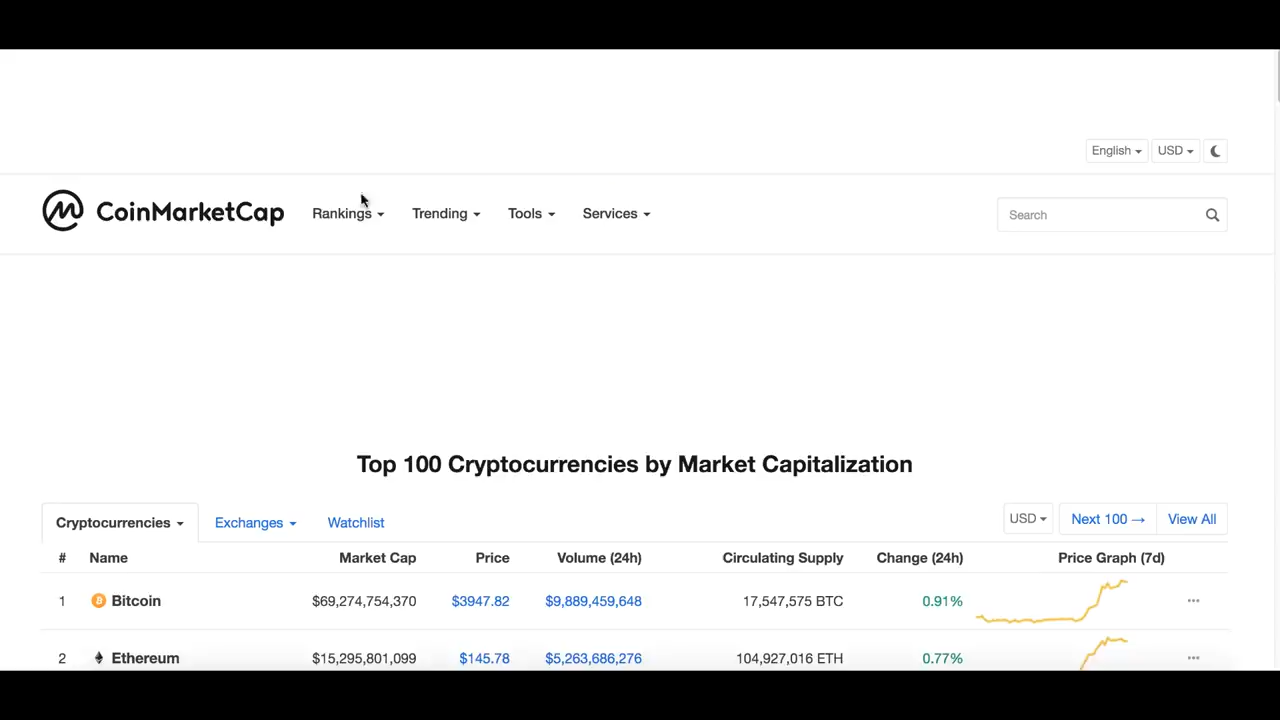 English USD
CoinMarketCap Rankings Trending Tools Services Search
Top 100 Cryptocurrencies by Market Capitalization
Cryptocurrencies Exchanges Watchlist USD Next 100 → View All
# Name Market Cap Price Volume (24h) Circulating Supply Change (24h) Price Graph (7d)
1 Bitcoin $69,274,754,370 $3947.82 $9,889,459,648 17,547,575 BTC 0.91%
2 Ethereum $15,295,801,099 $145.78 $5,263,686,276 104,927,016 ETH 0.77%